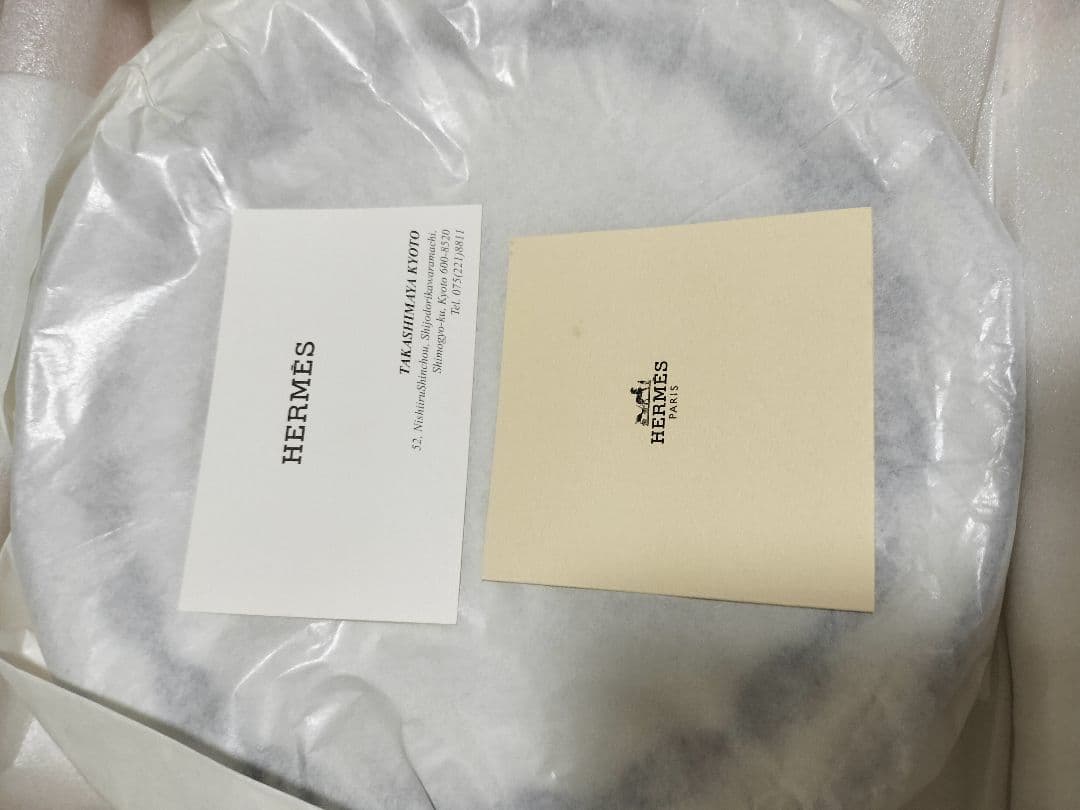 HERMÈS
TAKASHIMAYA KYOTO
52, NishiiruShinchou, Shijodorikawaramachi,
Shimogyo-ku, Kyoto 600-8520
Tel. 075(221)8811
HERMÈS
PARIS